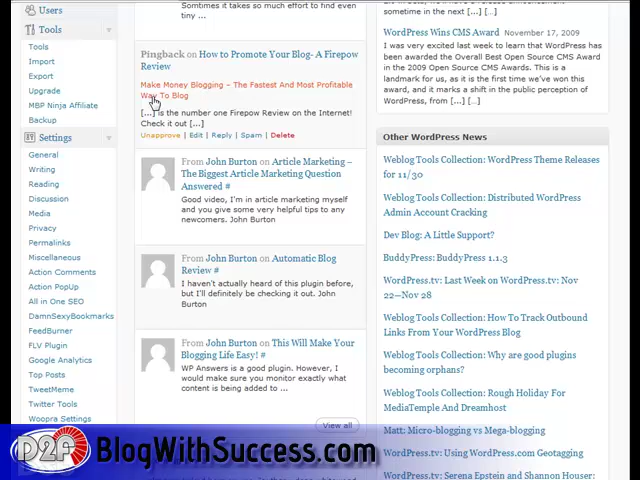 Users
Tools
Tools
Import
Export
Upgrade
MBP Ninja Affiliate
Backup
Settings
General
Writing
Reading
Discussion
Media
Privacy
Permalinks
Miscellaneous
Action Comments
Action PopUp
All in One SEO
DamnSexyBookmarks
FeedBurner
FLV Plugin
Google Analytics
Top Posts
TweetMeme
Twitter Tools
Woopra Settings
Sometimes it takes so much effort to find even
tiny ...
Pingback on How to Promote Your Blog- A Firepow
Review
Make Money Blogging – The Fastest And Most Profitable
Way To Blog
[...] is the number one Firepow Review on the Internet!
Check it out [...]
Unapprove | Edit | Reply | Spam | Delete
From John Burton on Article Marketing –
The Biggest Article Marketing Question
Answered #
Good video, I'm in article marketing myself
and you give some very helpful tips to any
newcomers. John Burton
From John Burton on Automatic Blog
Review #
I haven't actually heard of this plugin before,
but I'll definitely be checking it out. John
Burton
From John Burton on This Will Make Your
Blogging Life Easy! #
WP Answers is a good plugin. However, I
would make sure you monitor exactly what
content is being added to ...
View all
something in the next [...] [...]
WordPress Wins CMS Award November 17, 2009
I was very excited last week to learn that WordPress has
been awarded the Overall Best Open Source CMS Award
in the 2009 Open Source CMS Awards. This is a
landmark for us, as it is the first time we've won this
award, and it marks a shift in the public perception of
WordPress, from [...] [...]
Other WordPress News
Weblog Tools Collection: WordPress Theme Releases
for 11/30
Weblog Tools Collection: Distributed WordPress
Admin Account Cracking
Dev Blog: A Little Support?
BuddyPress: BuddyPress 1.1.3
WordPress.tv: Last Week on WordPress.tv: Nov
22—Nov 28
Weblog Tools Collection: How To Track Outbound
Links From Your WordPress Blog
Weblog Tools Collection: Why are good plugins
becoming orphans?
Weblog Tools Collection: Rough Holiday For
MediaTemple And Dreamhost
Matt: Micro-blogging vs Mega-blogging
WordPress.tv: Using WordPress.com Geotagging
WordPress.tv: Serena Epstein and Shannon Houser:
D2F BlogWithSuccess.com